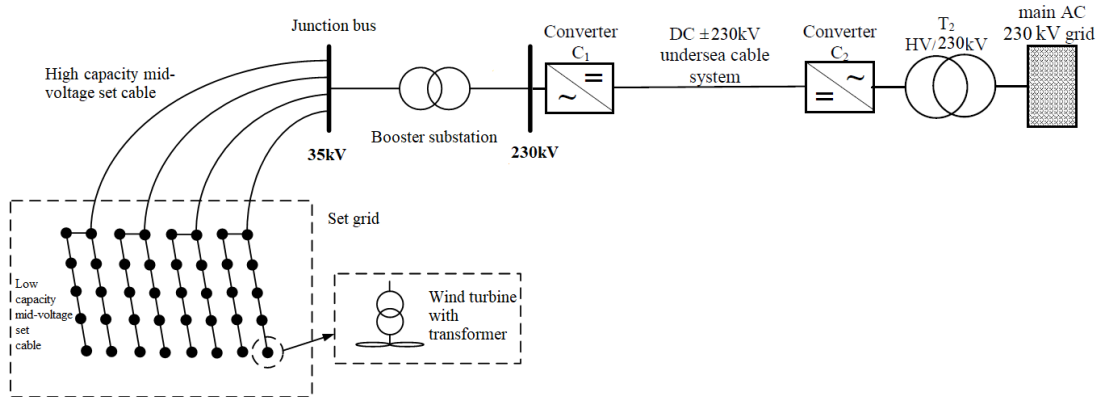 Junction bus
High capacity mid-
voltage set cable
Booster substation
35kV
230kV
Converter
C1
=
~
DC ±230kV
undersea cable
system
Converter
C2
~
=
T2
HV/230kV
main AC
230 kV grid
Set grid
Low
capacity
mid-voltage
set
cable
Wind turbine
with
transformer